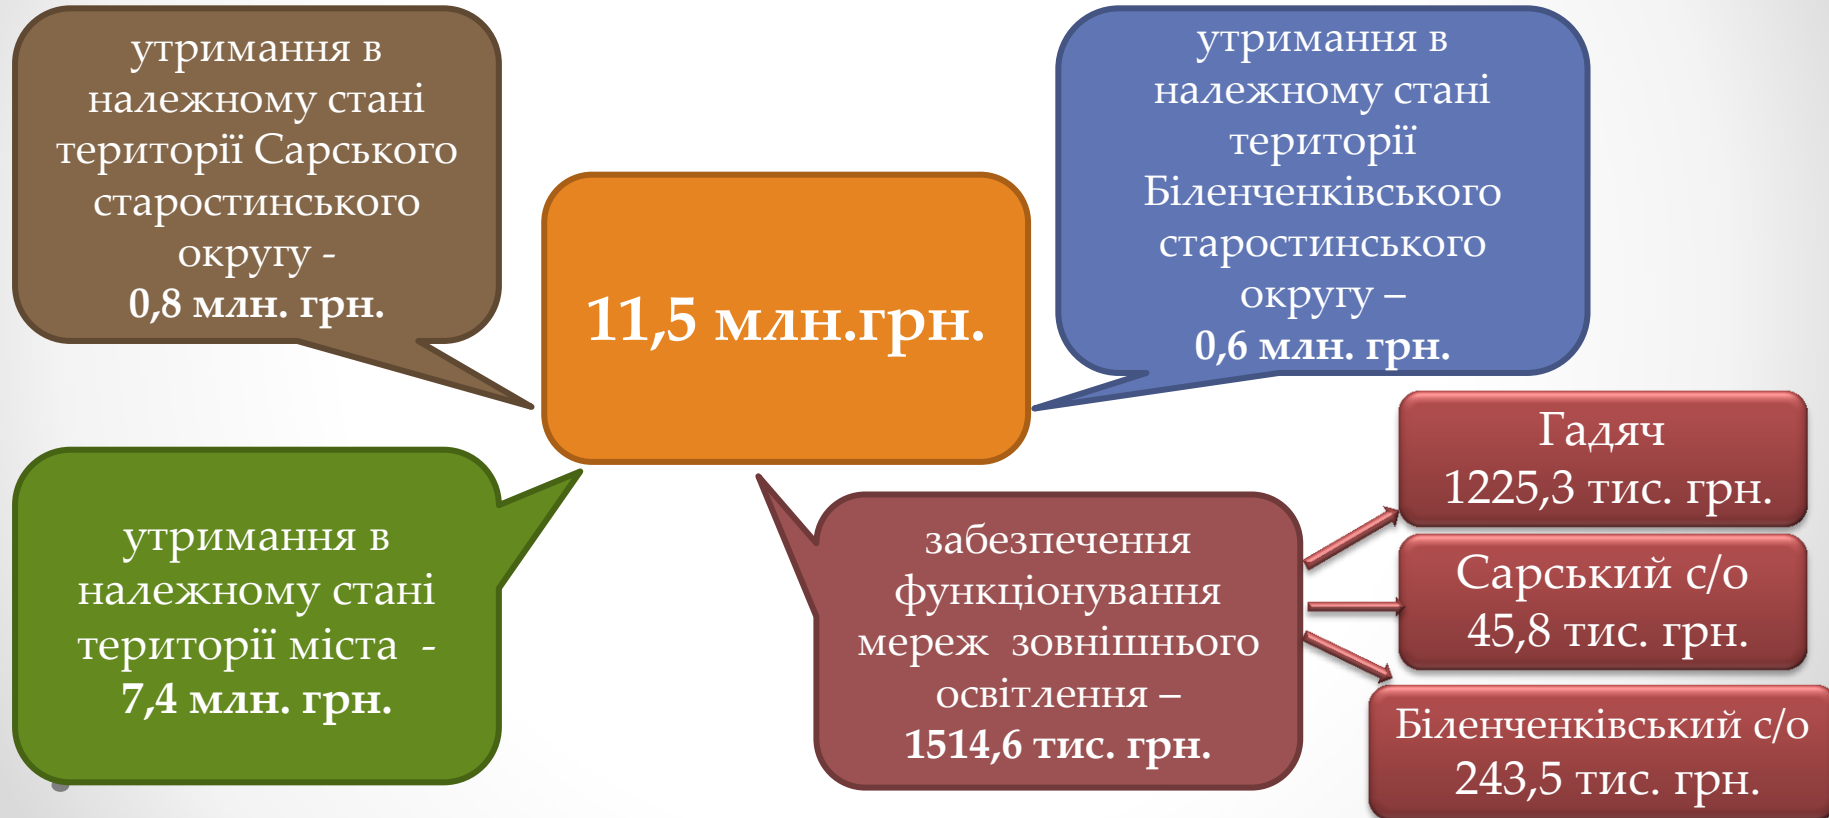 утримання в
належному стані
території Сарського
старостинського
округу -
0,8 млн. грн.
11,5 млн.грн.
утримання в
належному стані
території
Біленченківського
старостинського
округу –
0,6 млн. грн.
утримання в
належному стані
території міста -
7,4 млн. грн.
забезпечення
функціонування
мереж зовнішнього
освітлення –
1514,6 тис. грн.
Гадяч
1225,3 тис. грн.
Сарський с/о
45,8 тис. грн.
Біленченківський с/о
243,5 тис. грн.